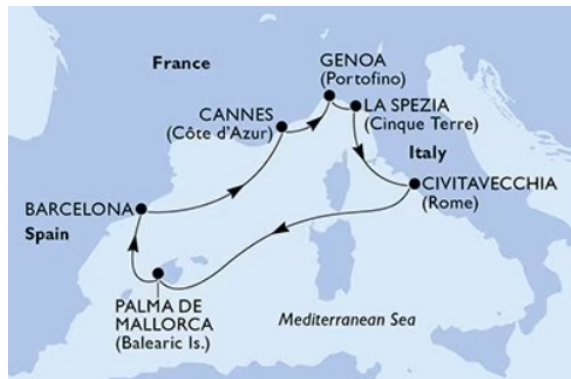 France
GENOA
(Portofino)
CANNES
(Côte d'Azur)
LA SPEZIA
(Cinque Terre)
Italy
CIVITAVECCHIA
(Rome)
BARCELONA
Spain
PALMA DE
MALLORCA
(Balearic Is.)
Mediterranean Sea